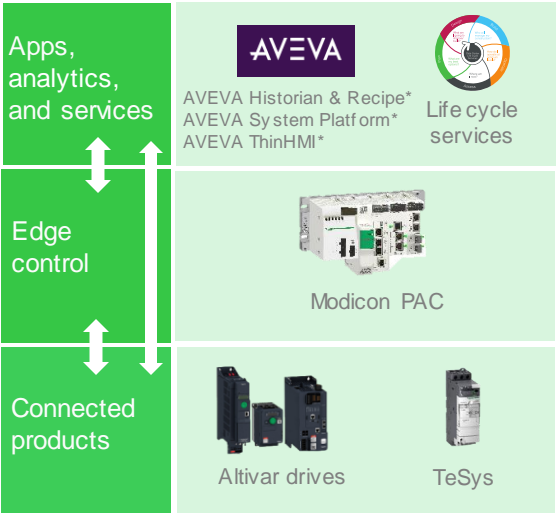 Apps,
analytics,
and services
AVEVA
AVEVA Historian & Recipe*
AVEVA System Platform*
AVEVA ThinHMI*
Life cycle
services
Edge
control
Modicon PAC
Connected
products
Altivar drives
TeSys